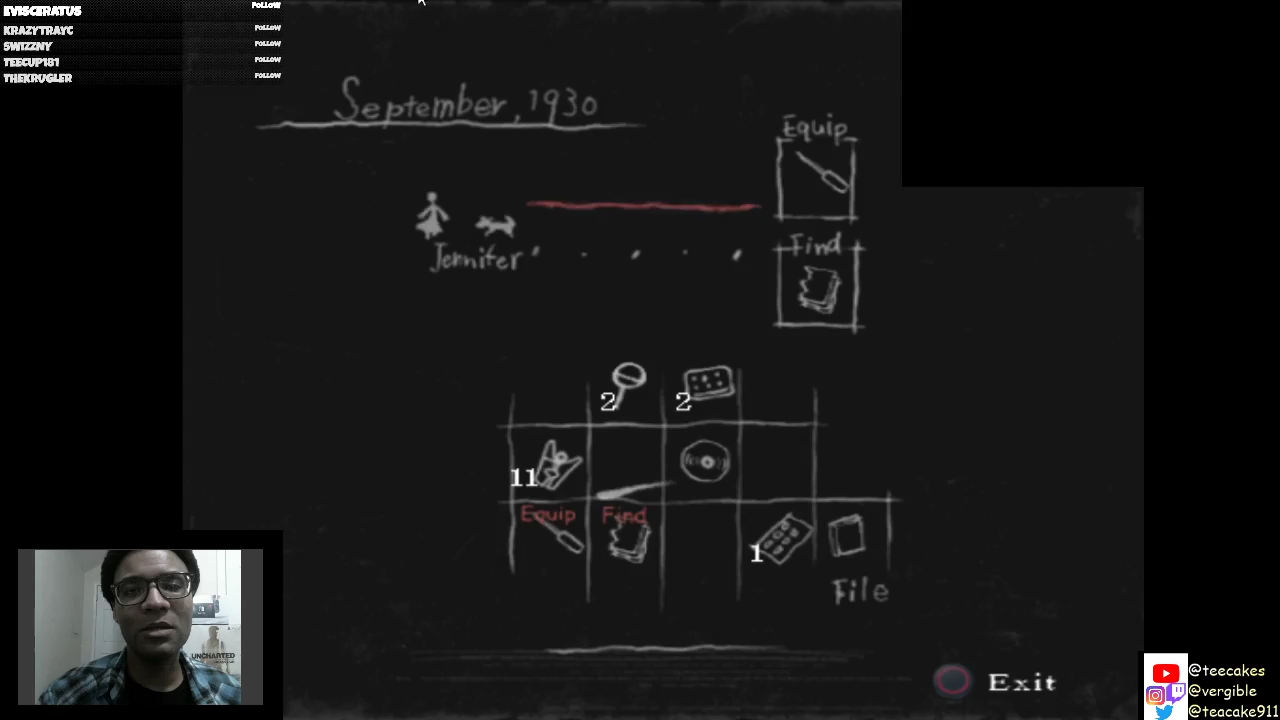 EVISCERATUS FOLLOW
KRAZYTRAYC FOLLOW
SWIZZNY FOLLOW
TEECUP181 FOLLOW
THEKRUGLER FOLLOW
September, 1930
Equip
Find
Jennifer
2 2
11
Equip Find
1
File
UNCHARTED
Exit
@teecakes
@vergible
@teacake911